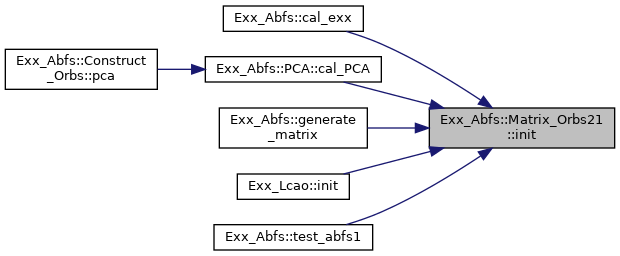 Exx_Abfs::cal_exx
Exx_Abfs::Construct
_Orbs::pca
Exx_Abfs::PCA::cal_PCA
Exx_Abfs::generate
_matrix
Exx_Abfs::Matrix_Orbs21
::init
Exx_Lcao::init
Exx_Abfs::test_abfs1